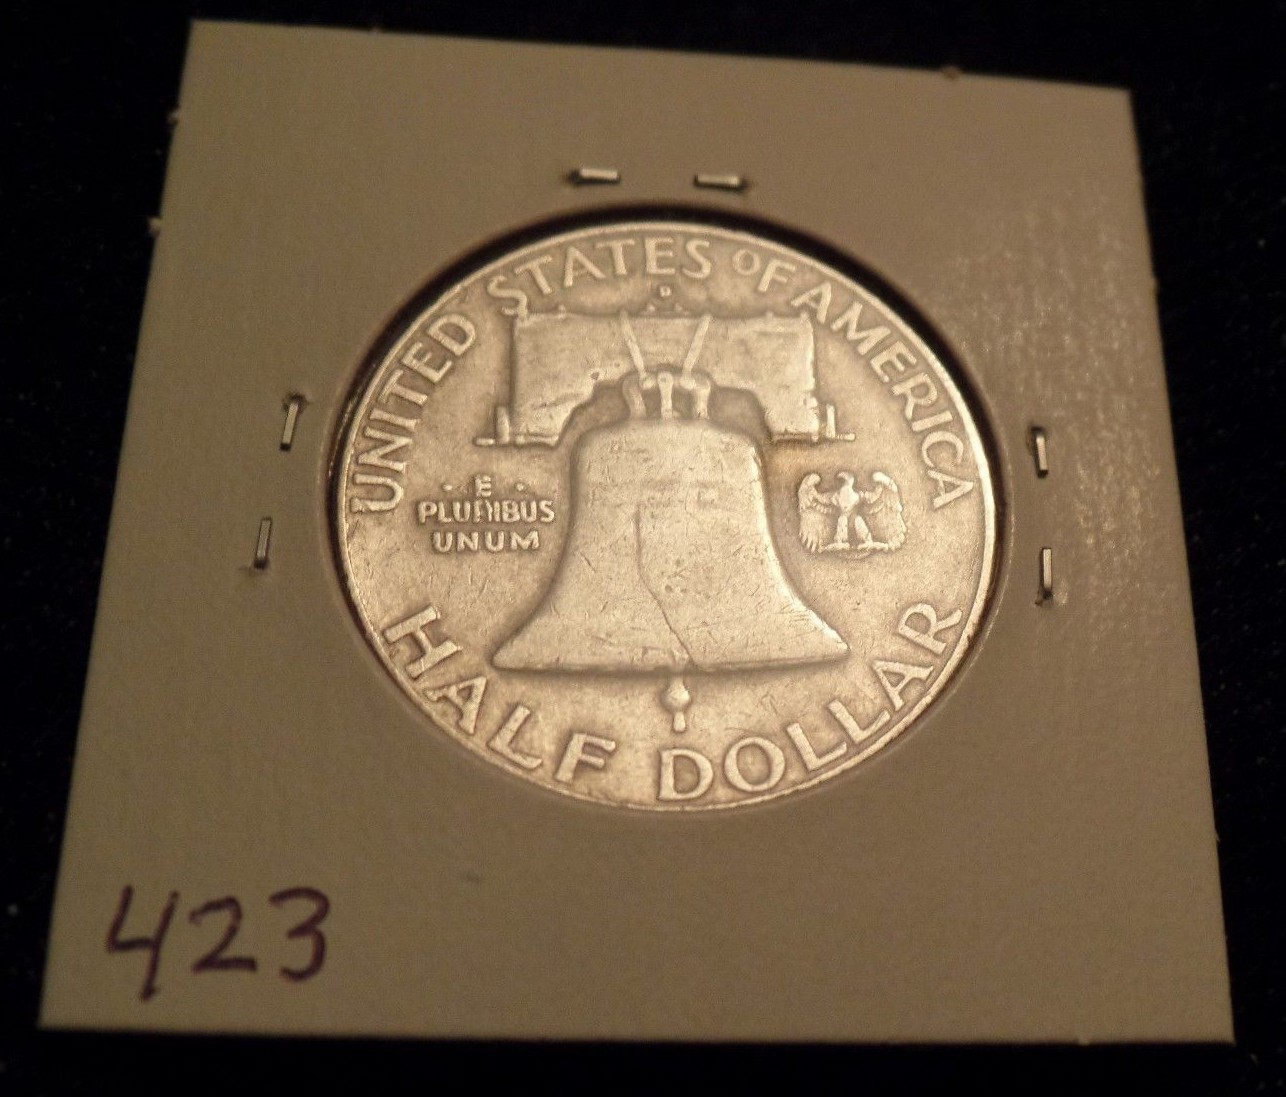 UNITED STATES OF AMERICA
D
E
PLURIBUS
UNUM
HALF DOLLAR
423